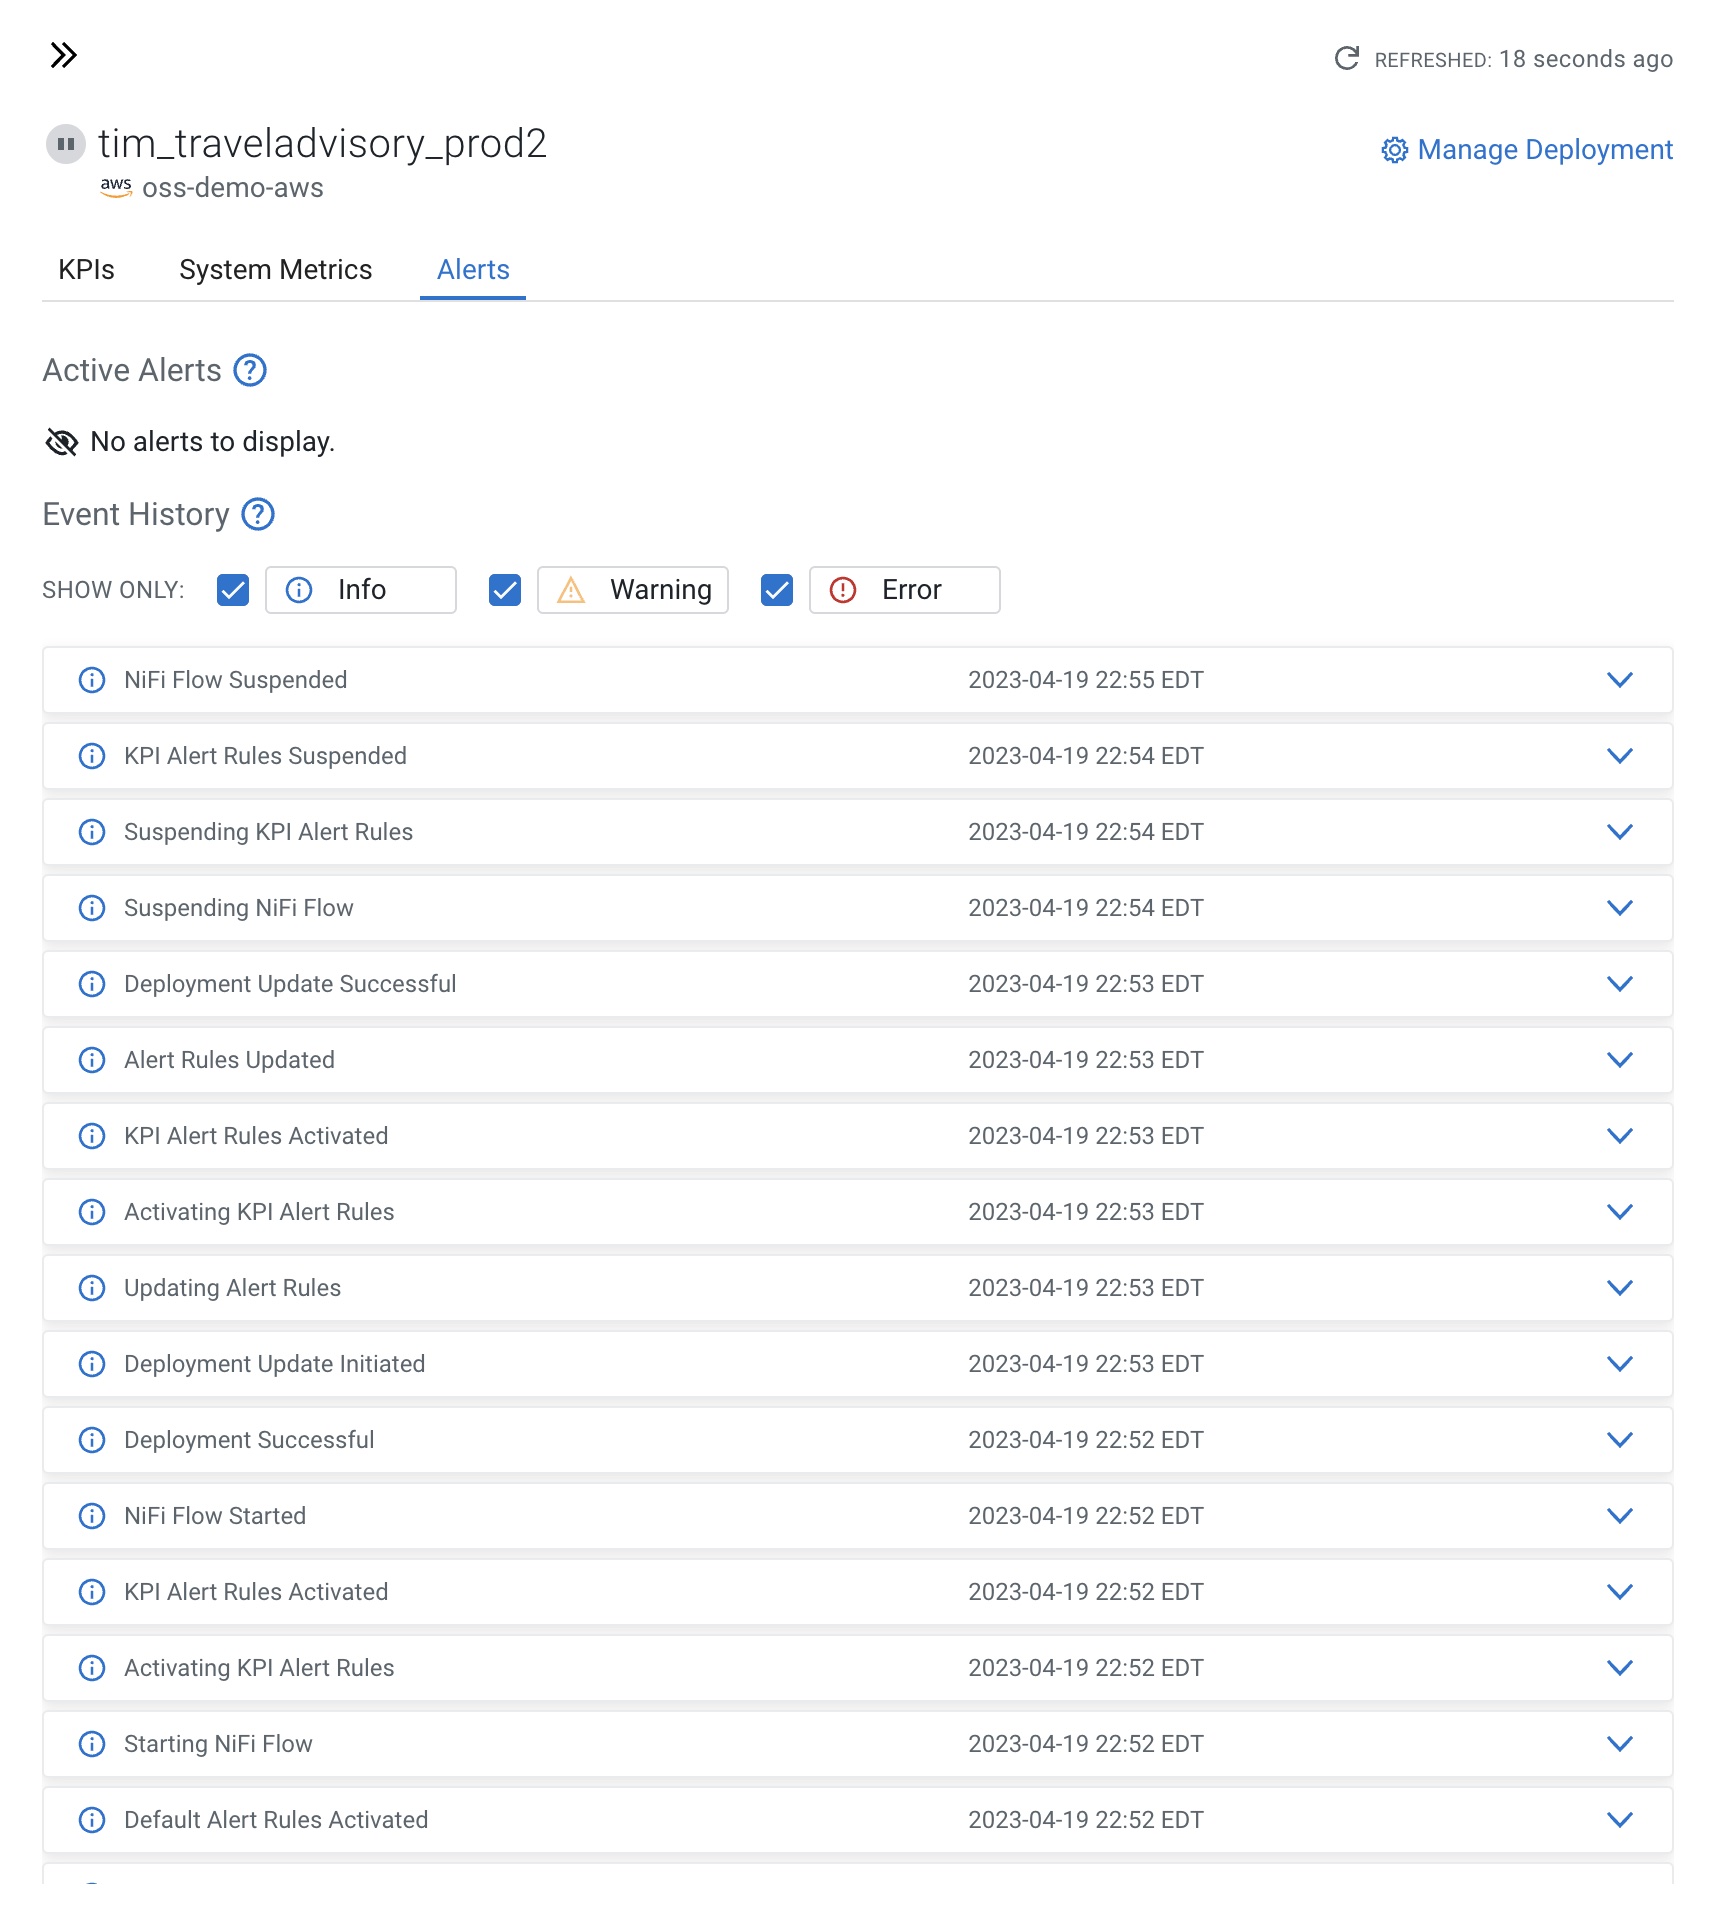 REFRESHED: 18 seconds ago
tim_traveladvisory_prod2
Manage Deployment
aws oss-demo-aws
KPIs System Metrics Alerts
Active Alerts ?
No alerts to display.
Event History ?
SHOW ONLY: Info Warning Error
NiFi Flow Suspended 2023-04-19 22:55 EDT
KPI Alert Rules Suspended 2023-04-19 22:54 EDT
Suspending KPI Alert Rules 2023-04-19 22:54 EDT
Suspending NiFi Flow 2023-04-19 22:54 EDT
Deployment Update Successful 2023-04-19 22:53 EDT
Alert Rules Updated 2023-04-19 22:53 EDT
KPI Alert Rules Activated 2023-04-19 22:53 EDT
Activating KPI Alert Rules 2023-04-19 22:53 EDT
Updating Alert Rules 2023-04-19 22:53 EDT
Deployment Update Initiated 2023-04-19 22:53 EDT
Deployment Successful 2023-04-19 22:52 EDT
NiFi Flow Started 2023-04-19 22:52 EDT
KPI Alert Rules Activated 2023-04-19 22:52 EDT
Activating KPI Alert Rules 2023-04-19 22:52 EDT
Starting NiFi Flow 2023-04-19 22:52 EDT
Default Alert Rules Activated 2023-04-19 22:52 EDT